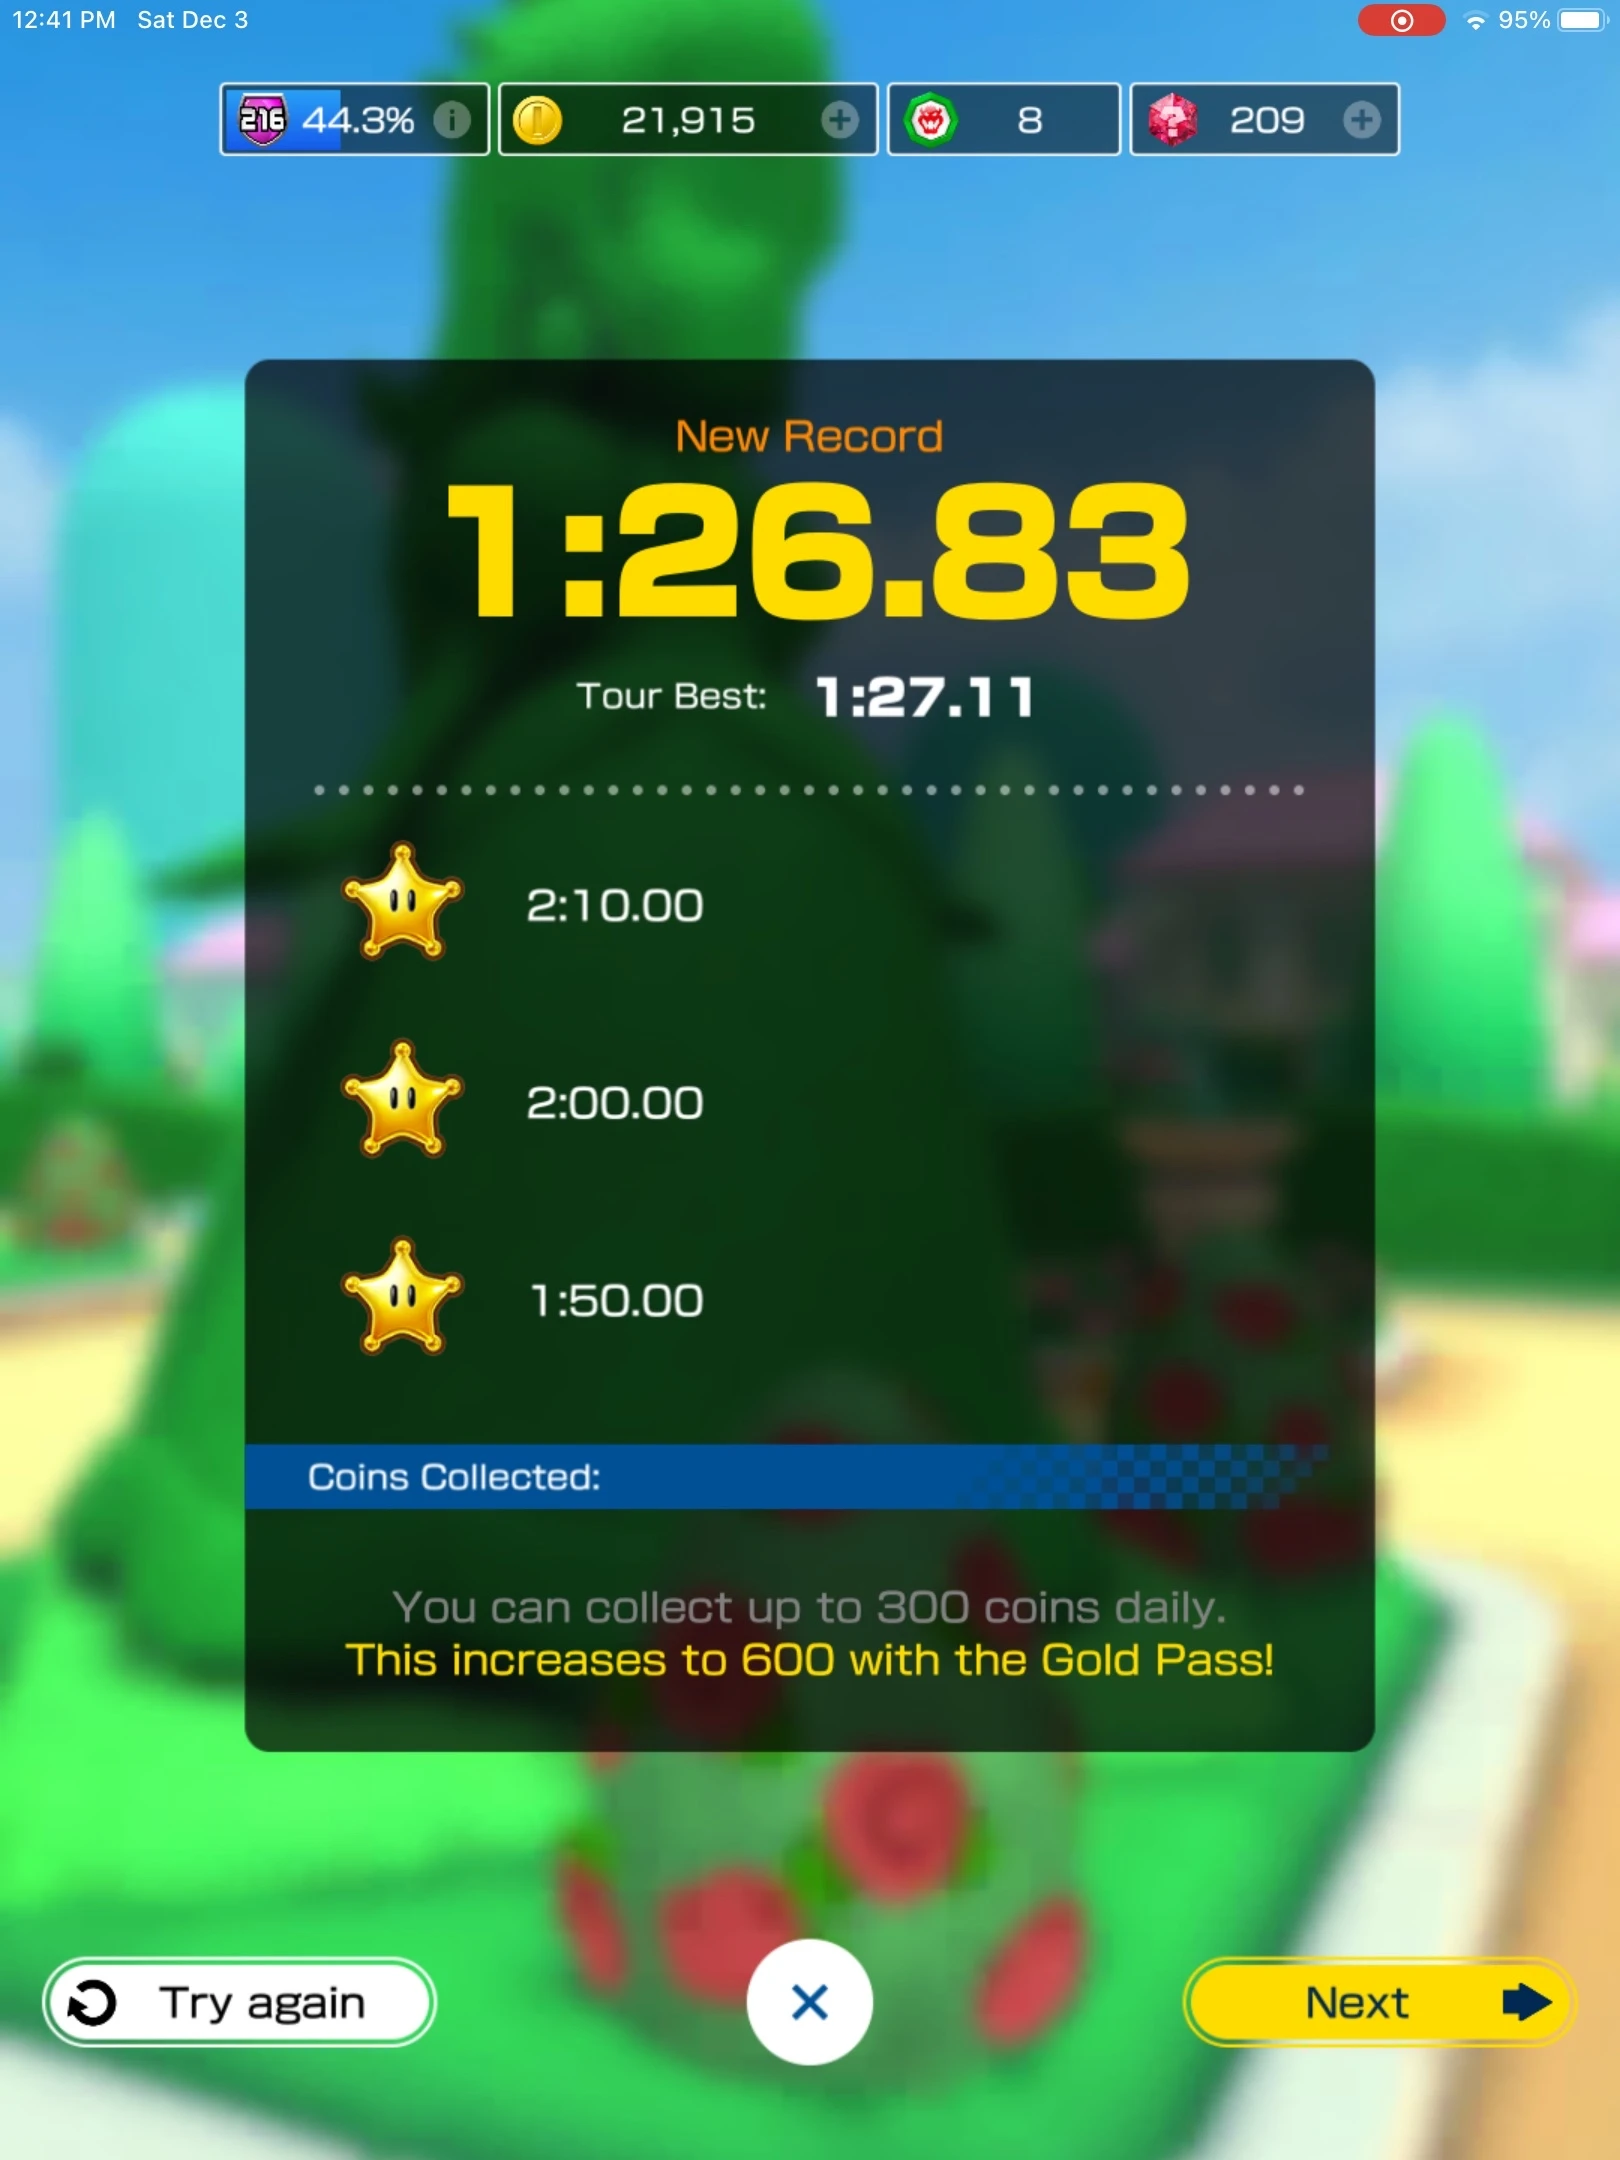 12:41 PM Sat Dec 3
95%
216 44.3% i
21,915 +
8
? 209 +
New Record
1:26.83
Tour Best: 1:27.11
2:10.00
2:00.00
1:50.00
Coins Collected:
You can collect up to 300 coins daily.
This increases to 600 with the Gold Pass!
Try again
×
Next